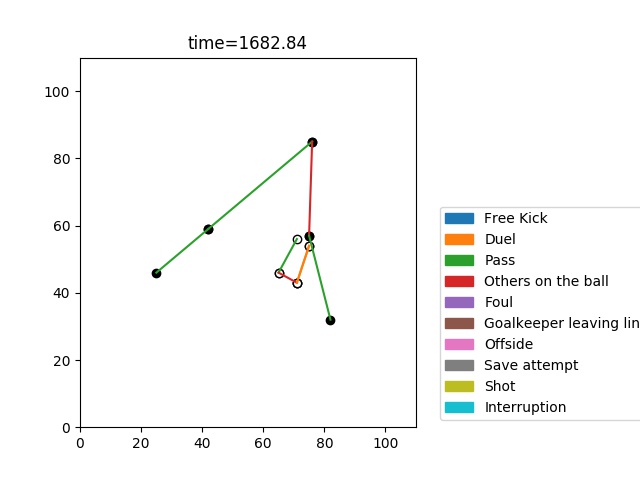 time=1682.84
100
80
60
40
20
0
0 20 40 60 80 100
Free Kick
Duel
Pass
Others on the ball
Foul
Goalkeeper leaving lin
Offside
Save attempt
Shot
Interruption